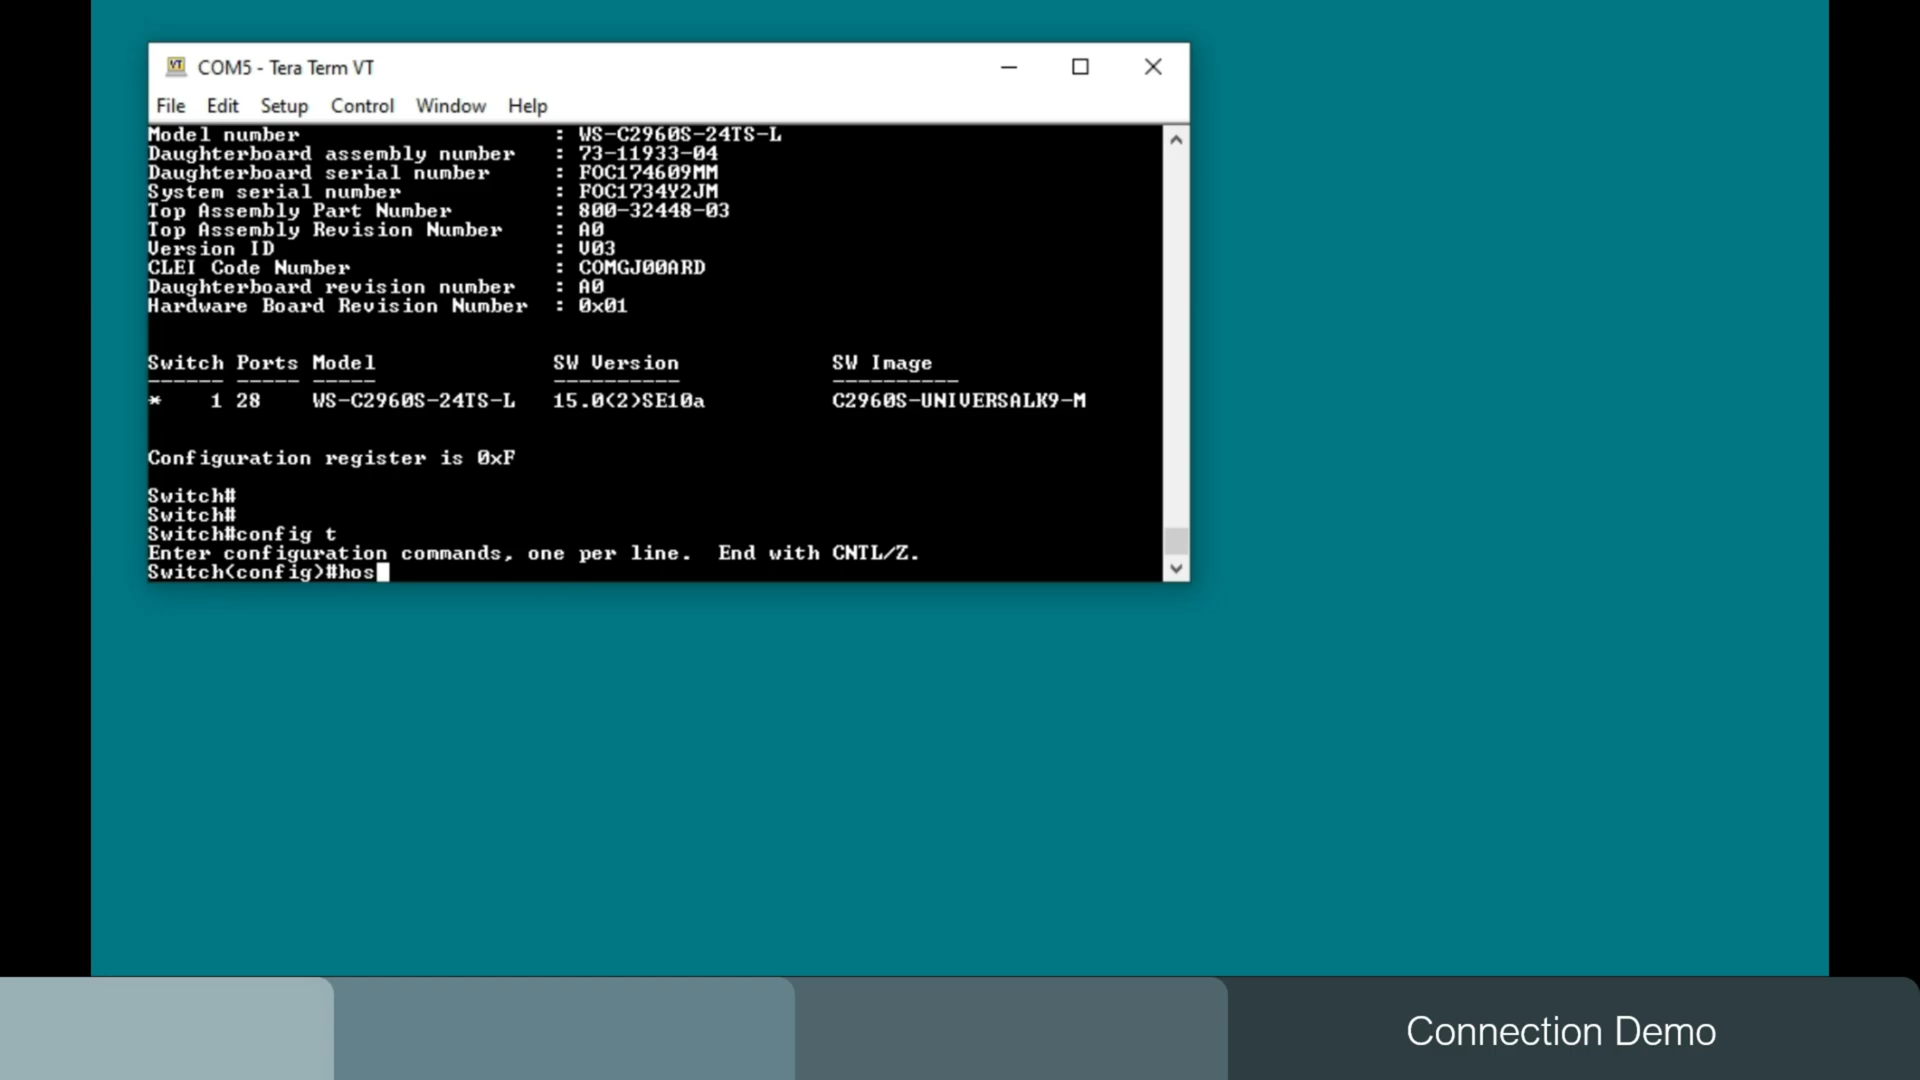 COM5 - Tera Term VT
File Edit Setup Control Window Help
Model number : WS-C2960S-24TS-L
Daughterboard assembly number : 73-11933-04
Daughterboard serial number : FOC174609MM
System serial number : FOC1734Y2JM
Top Assembly Part Number : 800-32448-03
Top Assembly Revision Number : A0
Version ID : V03
CLEI Code Number : COMGJ00ARD
Daughterboard revision number : A0
Hardware Board Revision Number : 0x01
Switch Ports Model SW Version SW Image
------ ----- ----- ---------- ----------
* 1 28 WS-C2960S-24TS-L 15.0(2)SE10a C2960S-UNIVERSALK9-M
Configuration register is 0xF
Switch#
Switch#
Switch#config t
Enter configuration commands, one per line. End with CNTL/Z.
Switch(config)#hos
Connection Demo